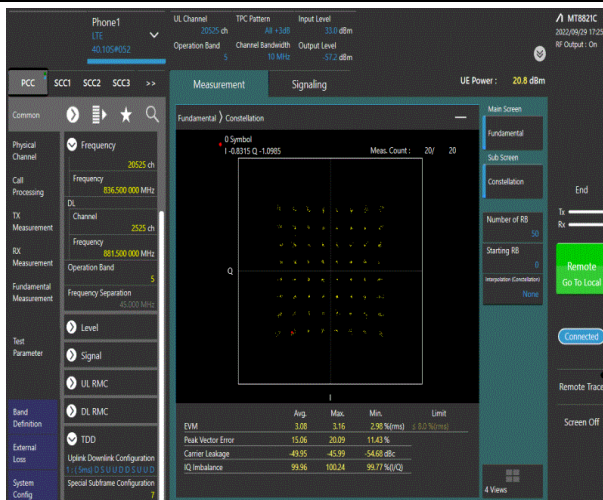 Phone1
LTE
40.105#052
UL Channel
20525 ch
TPC Pattern
All +3dB
Input Level
33.0 dBm
Operation Band
5
Channel Bandwidth
10 MHz
Output Level
-57.2 dBm
MT8821C
2022/09/29 17:25
RF Output : On
PCC SCC1 SCC2 SCC3 >>
Measurement
Signaling
UE Power : 20.8 dBm
Common
Physical
Channel
Call
Processing
TX
Measurement
RX
Measurement
Fundamental
Measurement
Test
Parameter
Band
Definition
External
Loss
System
Config
Frequency
20525 ch
Frequency
836.500 000 MHz
DL
Channel
2525 ch
Frequency
881.500 000 MHz
Operation Band
5
Frequency Separation
45.000 MHz
Level
Signal
UL RMC
DL RMC
TDD
Uplink Downlink Configuration
1 : ( 5ms) D S U U D D S U U D
Special Subframe Configuration
7
Fundamental 〉 Constellation
0 Symbol
I -0.8315 Q -1.0985
Meas. Count : 20/ 20
Q
I
Avg. Max. Min. Limit
EVM 3.08 3.16 2.98 %(rms) ≤ 8.0 %(rms)
Peak Vector Error 15.06 20.09 11.43 %
Carrier Leakage -49.95 -45.99 -54.68 dBc
IQ Imbalance 99.96 100.24 99.77 %(I/Q)
Main Screen
Fundamental
Sub Screen
Constellation
Number of RB
50
Starting RB
0
Interpolation (Constellation)
None
4 Views
End
Tx
Rx
Remote
Go To Local
Connected
Remote Trace
Screen Off